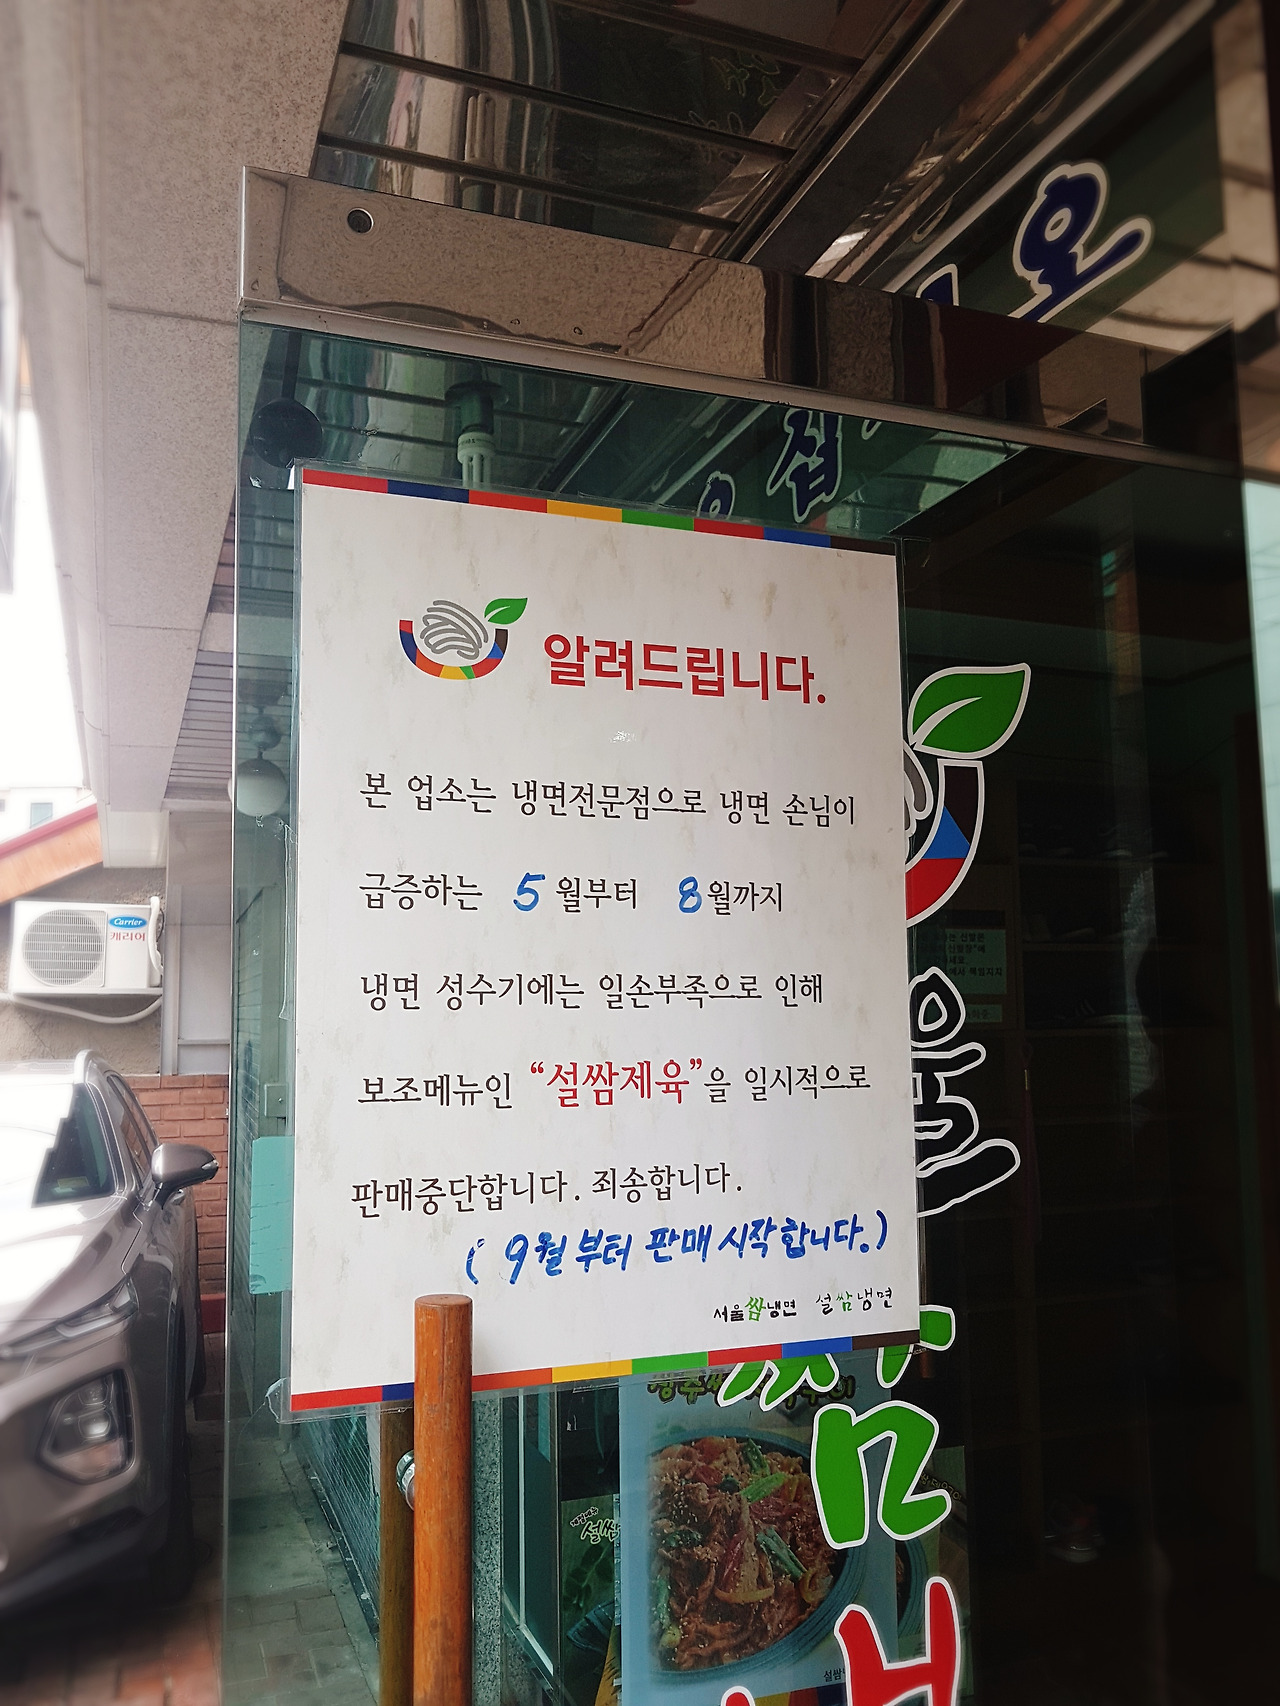 알려드립니다.
본 업소는 냉면전문점으로 냉면 손님이
급증하는 5 월부터 8월까지
냉면 성수기에는 일손부족으로 인해
보조메뉴인 “설쌈제육”을 일시적으로
판매중단합니다. 죄송합니다.
( 9월 부터 판매 시작합니다.)
서울쌈냉면 설쌈냉면
Carrier
캐리어
울
쌈